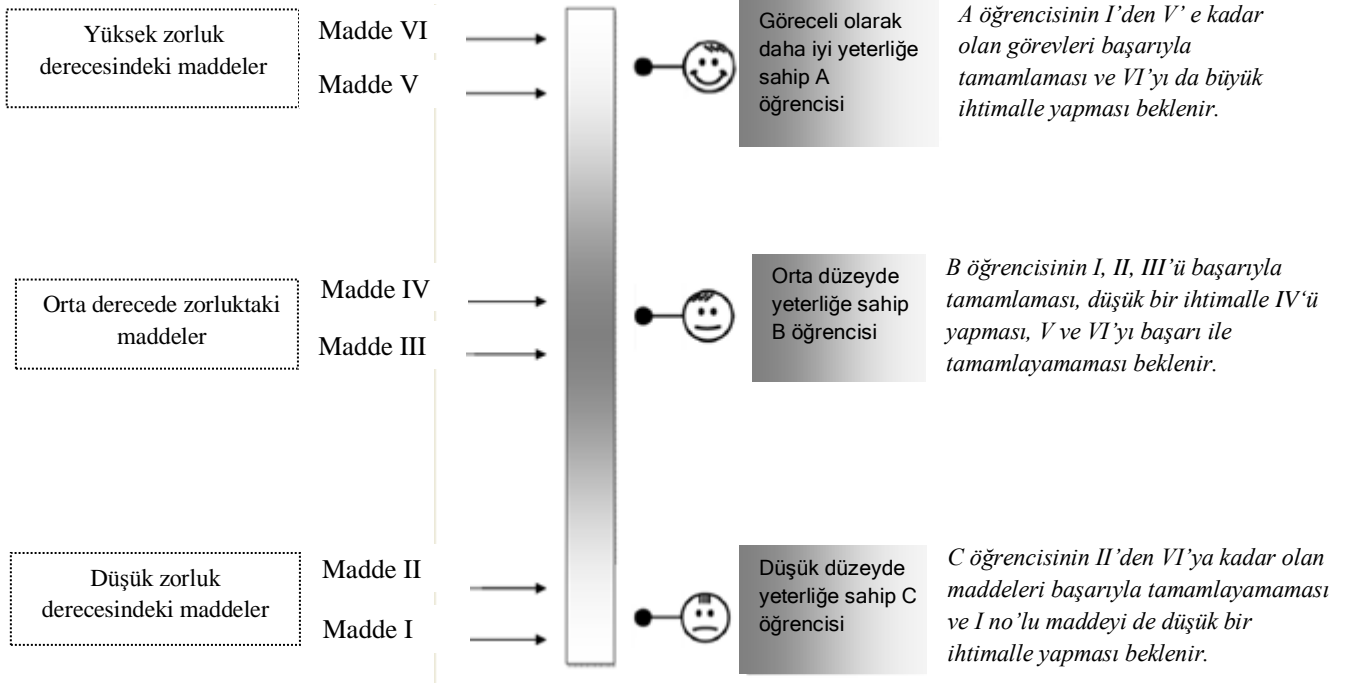 Yüksek zorluk
derecesindeki maddeler
Madde VI
Madde V
Göreceli olarak
daha iyi yeterliğe
sahip A
öğrencisi
A öğrencisinin I’den V’ e kadar
olan görevleri başarıyla
tamamlaması ve VI’yı da büyük
ihtimalle yapması beklenir.
Orta derecede zorluktaki
maddeler
Madde IV
Madde III
Orta düzeyde
yeterliğe sahip
B öğrencisi
B öğrencisinin I, II, III’ü başarıyla
tamamlaması, düşük bir ihtimalle IV‘ü
yapması, V ve VI’yı başarı ile
tamamlayamaması beklenir.
Düşük zorluk
derecesindeki maddeler
Madde II
Madde I
Düşük düzeyde
yeterliğe sahip C
öğrencisi
C öğrencisinin II’den VI’ya kadar olan
maddeleri başarıyla tamamlayamaması
ve I no’lu maddeyi de düşük bir
ihtimalle yapması beklenir.